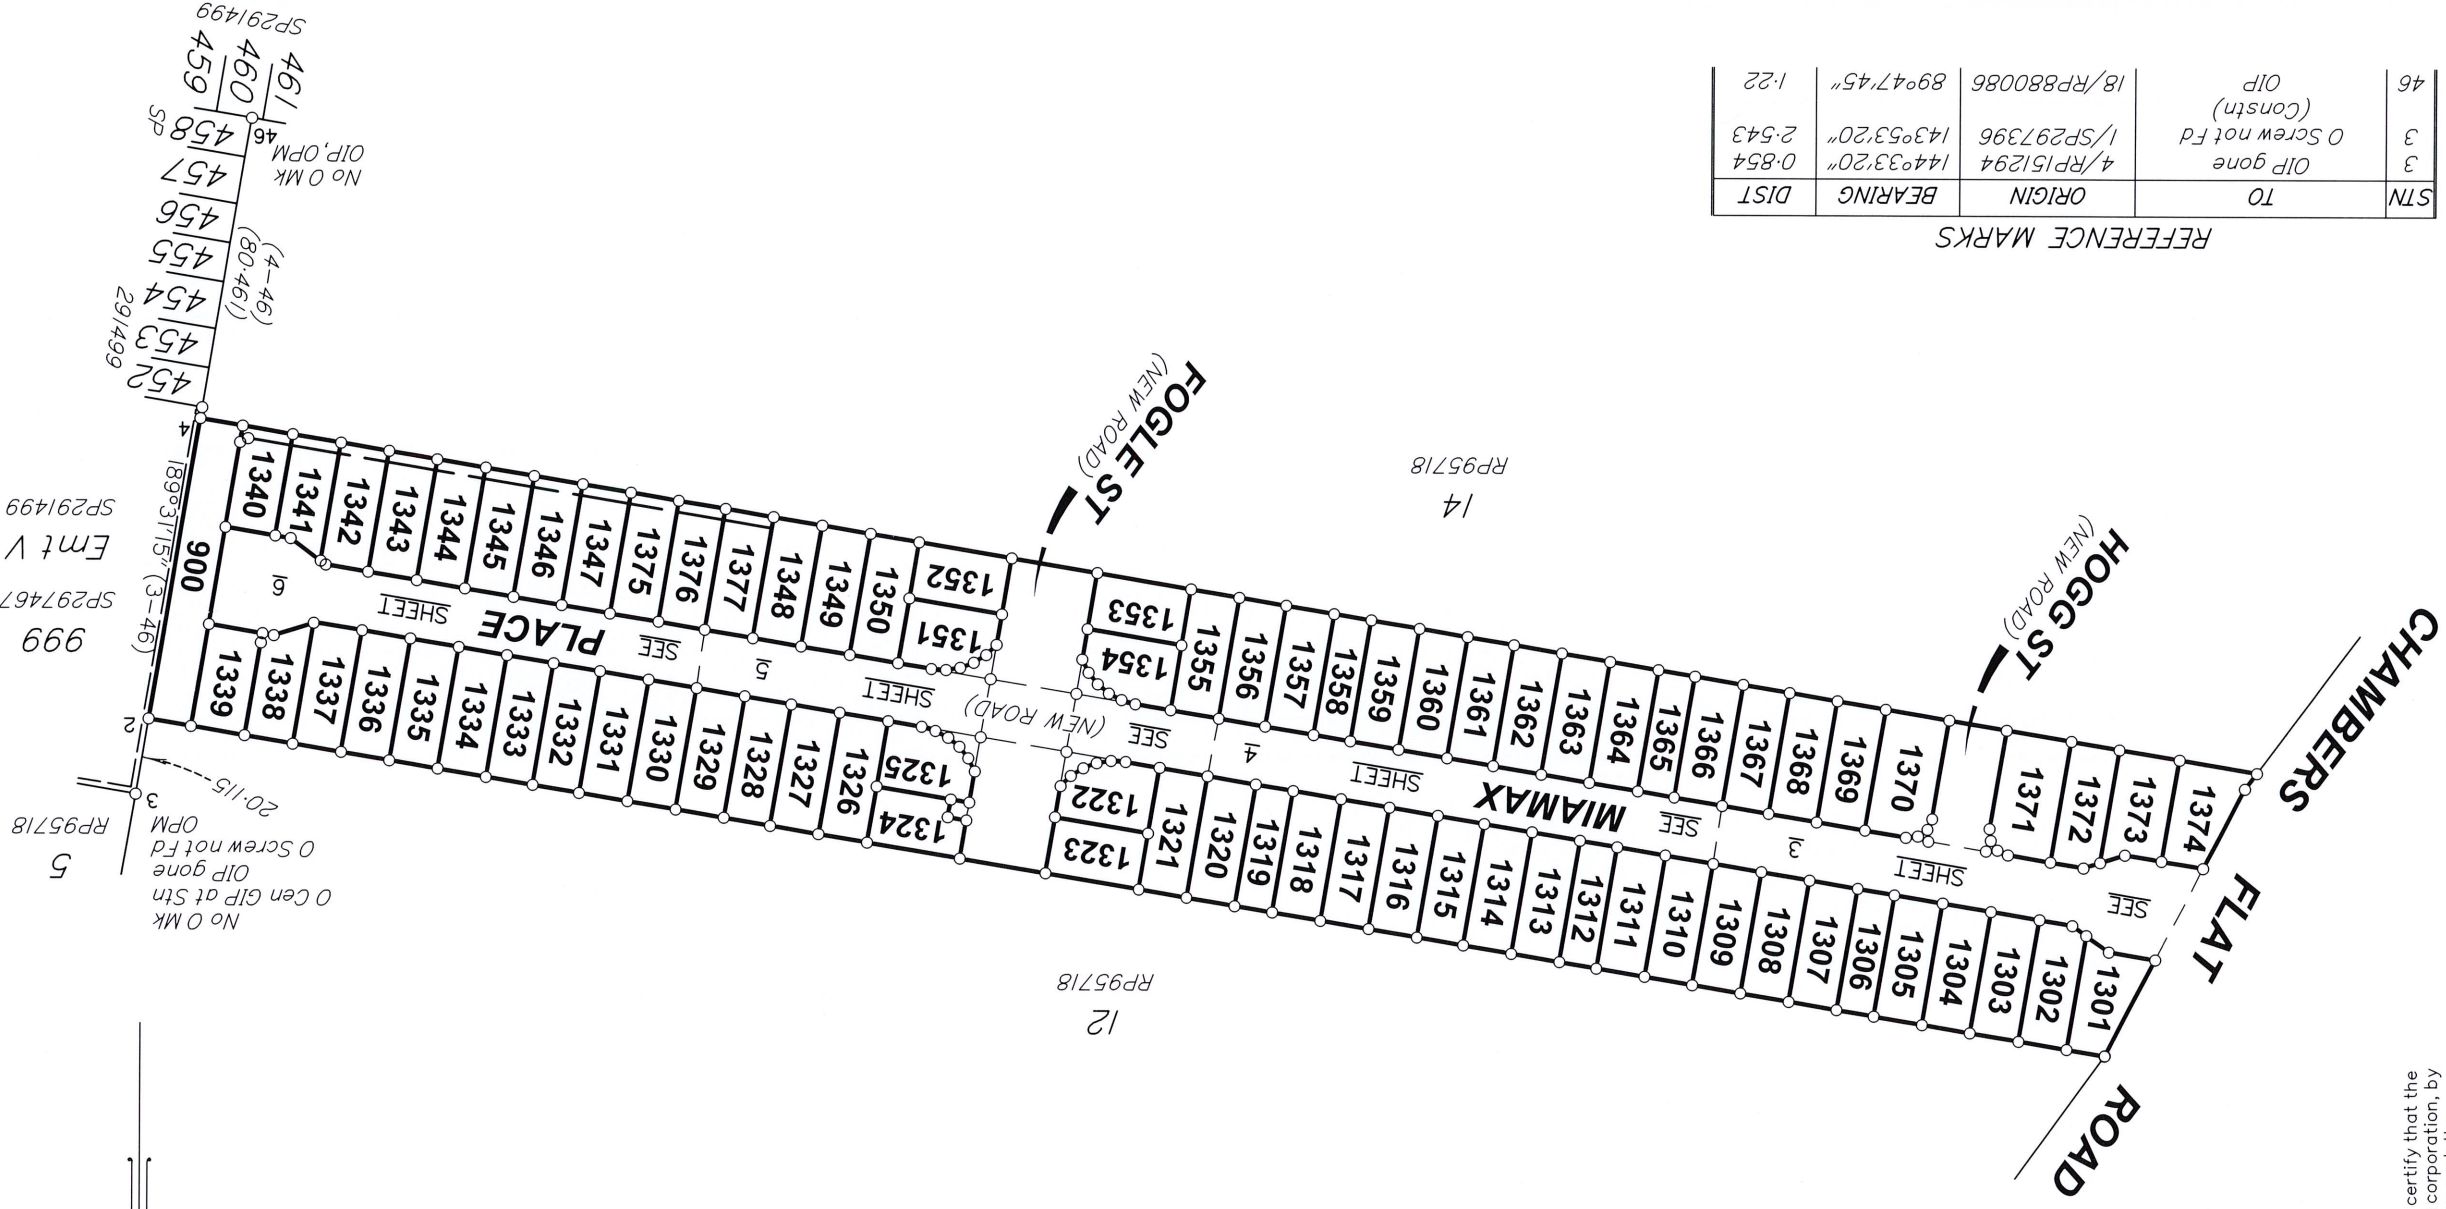 REFERENCE MARKS
STN TO ORIGIN BEARING DIST
3 OIP gone 4/RP151294 144°33'20" 0·854
3 O Screw not Fd 1/SP297396 143°53'20" 2·543
(Constn)
46 OIP 18/RP880086 89°47'45" 1·22
certify that the
corporation, by
ROAD
FLAT
CHAMBERS
HOGG ST
(NEW ROAD)
FOGLE ST
(NEW ROAD)
MIAMAX
PLACE
(NEW ROAD)
12
RP95718
14
RP95718
5
RP95718
999
SP297467
Emt V
SP291499
No O Mk
O Cen GIP at Stn
OIP gone
O Screw not Fd
OPM
3
20·115
2
189°31'15" (3-46)
4
900
1301
1302
1303
1304
1305
1306
1307
1308
1309
1310
1311
1312
1313
1314
1315
1316
1317
1318
1319
1320
1321
1322
1323
1324
1325
1326
1327
1328
1329
1330
1331
1332
1333
1334
1335
1336
1337
1338
1339
1340
1341
1342
1343
1344
1345
1346
1347
1375
1376
1377
1348
1349
1350
1351
1352
1353
1354
1355
1356
1357
1358
1359
1360
1361
1362
1363
1364
1365
1366
1367
1368
1369
1370
1371
1372
1373
1374
SEE
SHEET
3
SEE
SHEET
4
SEE
SHEET
5
SEE
SHEET
6
452
453
454
455
456
457
458
459
460
461
SP
291499
SP291499
(4-46)
(80·461)
46
No O Mk
OIP, OPM